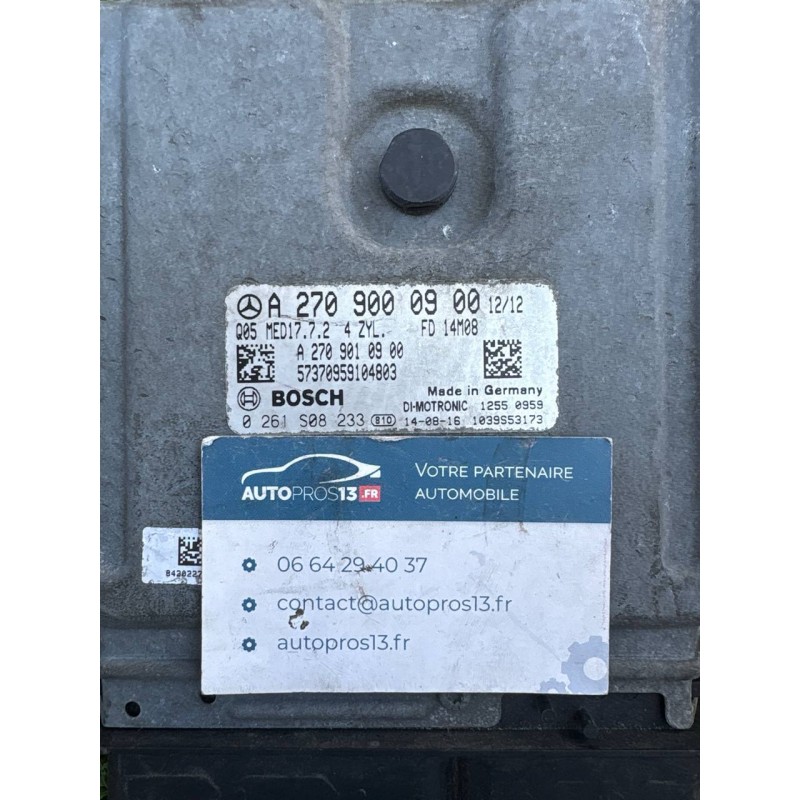 A 270 900 09 00 12/12
Q05 MED17.7.2 4 ZYL. FD 14M08
A 270 901 09 00
57370959104803
Made in Germany
BOSCH
DI-MOTRONIC 1255 0959
0 261 S08 233 810 14-08-16 1039S53173
AUTOPROS13.FR
VOTRE PARTENAIRE
AUTOMOBILE
06 64 29 40 37
contact@autopros13.fr
autopros13.fr